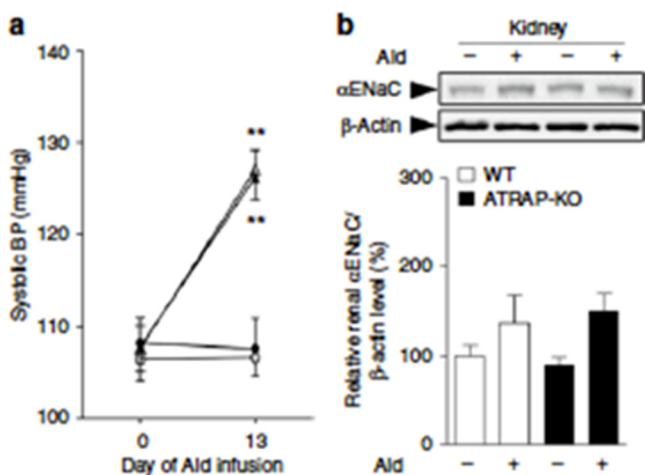 a
140
130
120
110
100
Systolic BP (mmHg)
**
**
0 13
Day of Ald infusion
b
Kidney
Ald − + − +
αENaC
β-Actin
WT
ATRAP-KO
300
200
100
0
Relative renal αENaC/
β-actin level (%)
Ald − + − +